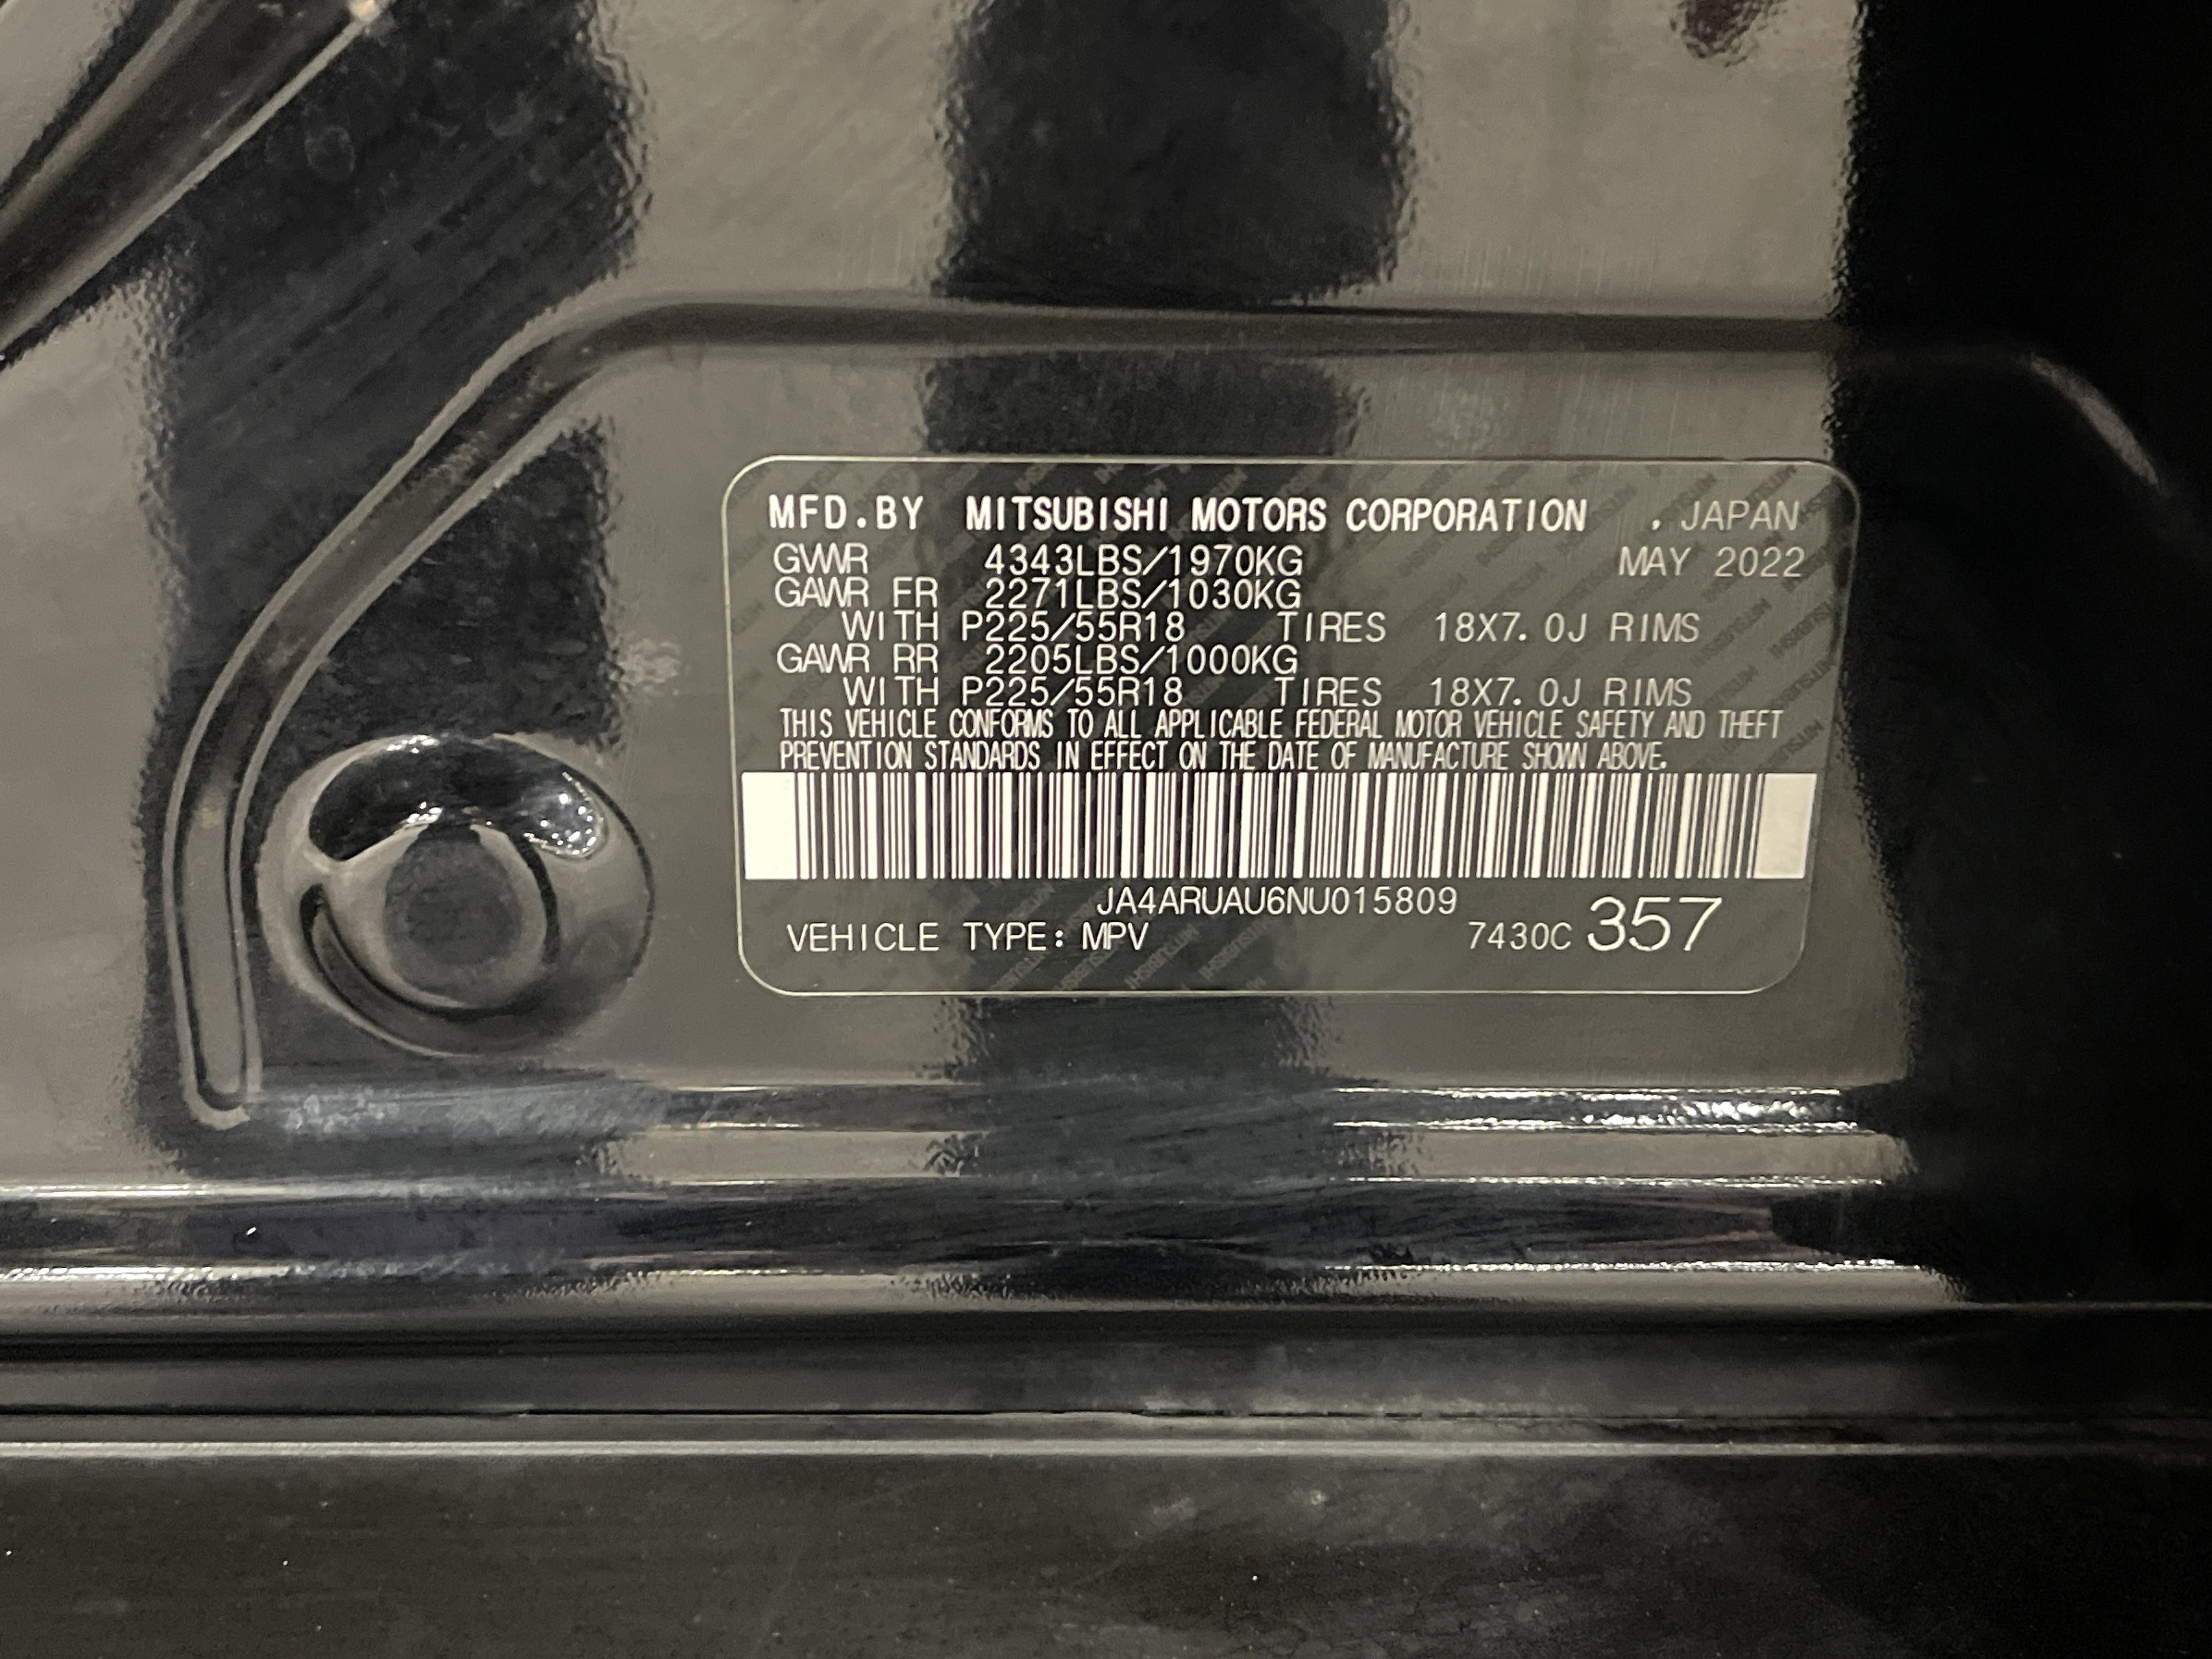 MFD.BY MITSUBISHI MOTORS CORPORATION , JAPAN
GVWR 4343LBS/1970KG MAY 2022
GAWR FR 2271LBS/1030KG
WITH P225/55R18 TIRES 18X7.0J RIMS
GAWR RR 2205LBS/1000KG
WITH P225/55R18 TIRES 18X7.0J RIMS
THIS VEHICLE CONFORMS TO ALL APPLICABLE FEDERAL MOTOR VEHICLE SAFETY AND THEFT
PREVENTION STANDARDS IN EFFECT ON THE DATE OF MANUFACTURE SHOWN ABOVE.
JA4ARUAU6NU015809
VEHICLE TYPE: MPV 7430C 357